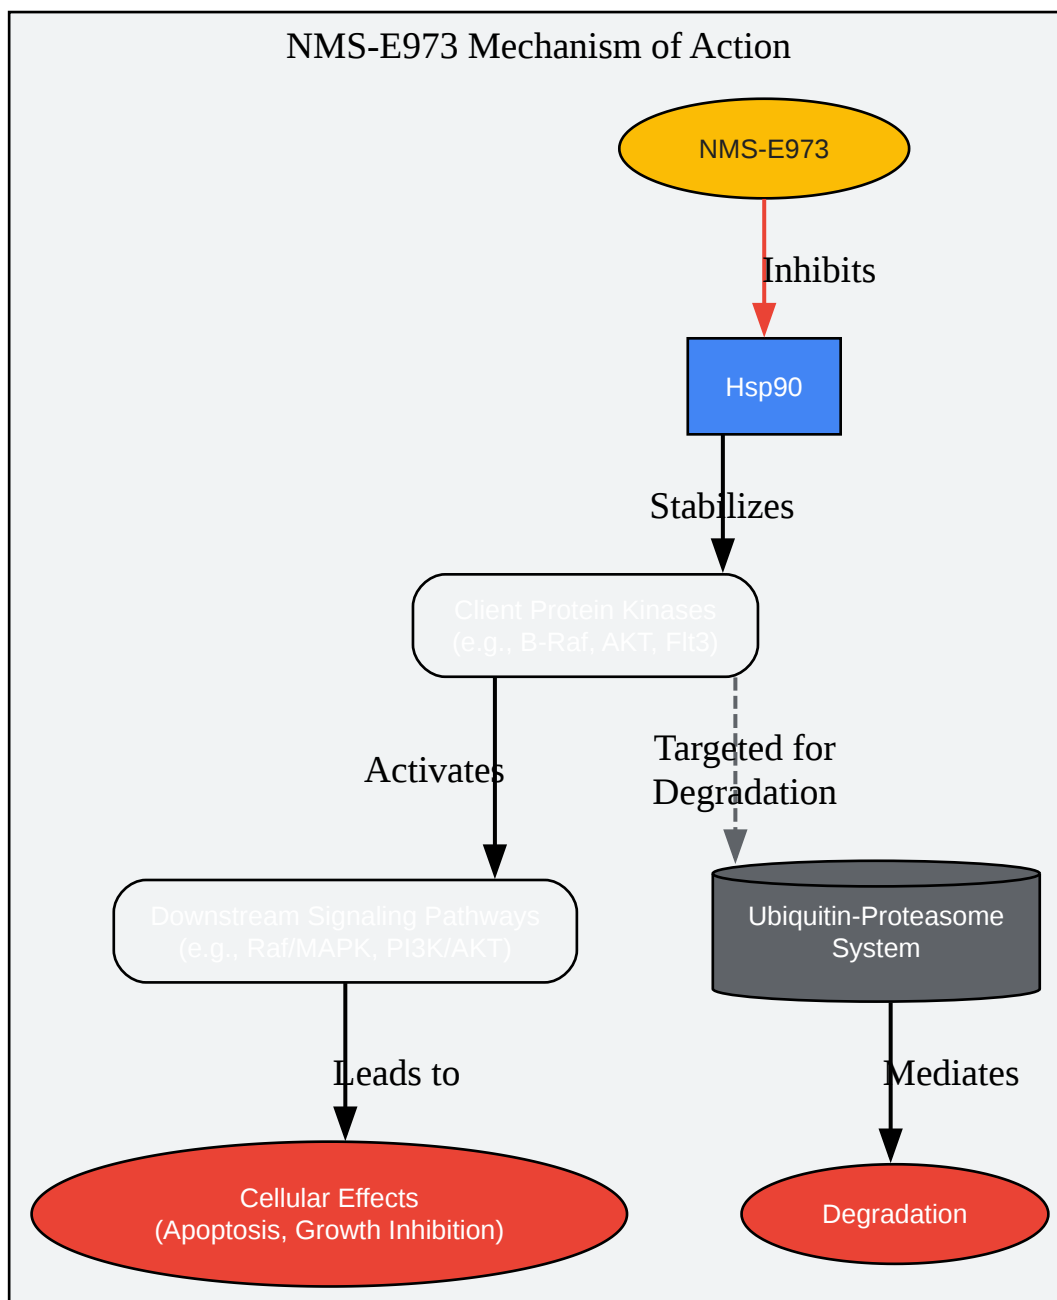 NMS-E973 Mechanism of Action
NMS-E973
Inhibits
Hsp90
Stabilizes
Client Protein Kinases
(e.g., B-Raf, AKT, Flt3)
Activates
Targeted for
Degradation
Downstream Signaling Pathways
(e.g., Raf/MAPK, PI3K/AKT)
Ubiquitin-Proteasome
System
Leads to
Mediates
Cellular Effects
(Apoptosis, Growth Inhibition)
Degradation